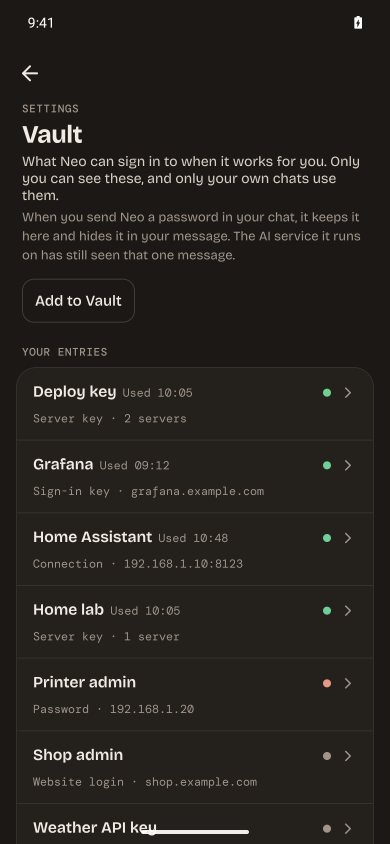 9:41
SETTINGS
Vault
What Neo can sign in to when it works for you. Only
you can see these, and only your own chats use
them.
When you send Neo a password in your chat, it keeps it
here and hides it in your message. The AI service it runs
on has still seen that one message.
Add to Vault
YOUR ENTRIES
Deploy key Used 10:05
Server key · 2 servers
Grafana Used 09:12
Sign-in key · grafana.example.com
Home Assistant Used 10:48
Connection · 192.168.1.10:8123
Home lab Used 10:05
Server key · 1 server
Printer admin
Password · 192.168.1.20
Shop admin
Website login · shop.example.com
Weather API key